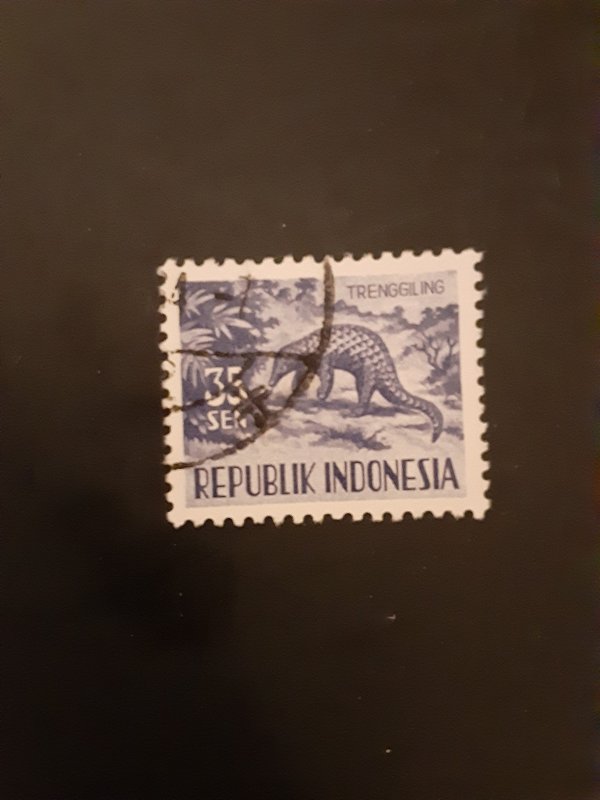 TRENGGILING
35
SEN
REPUBLIK INDONESIA